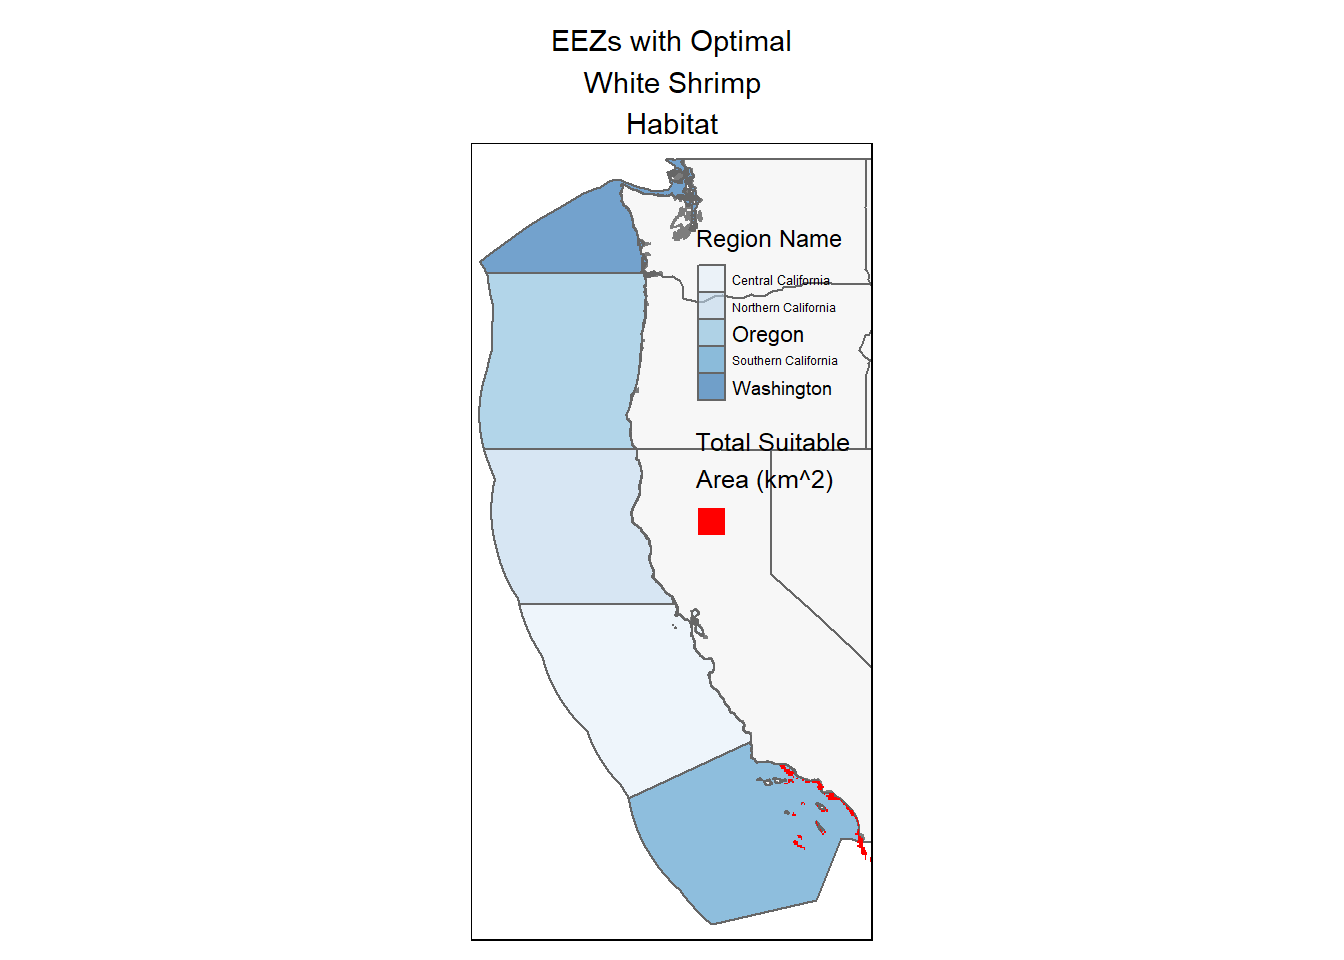 EEZs with Optimal
White Shrimp
Habitat
Region Name
Central California
Northern California
Oregon
Southern California
Washington
Total Suitable
Area (km^2)